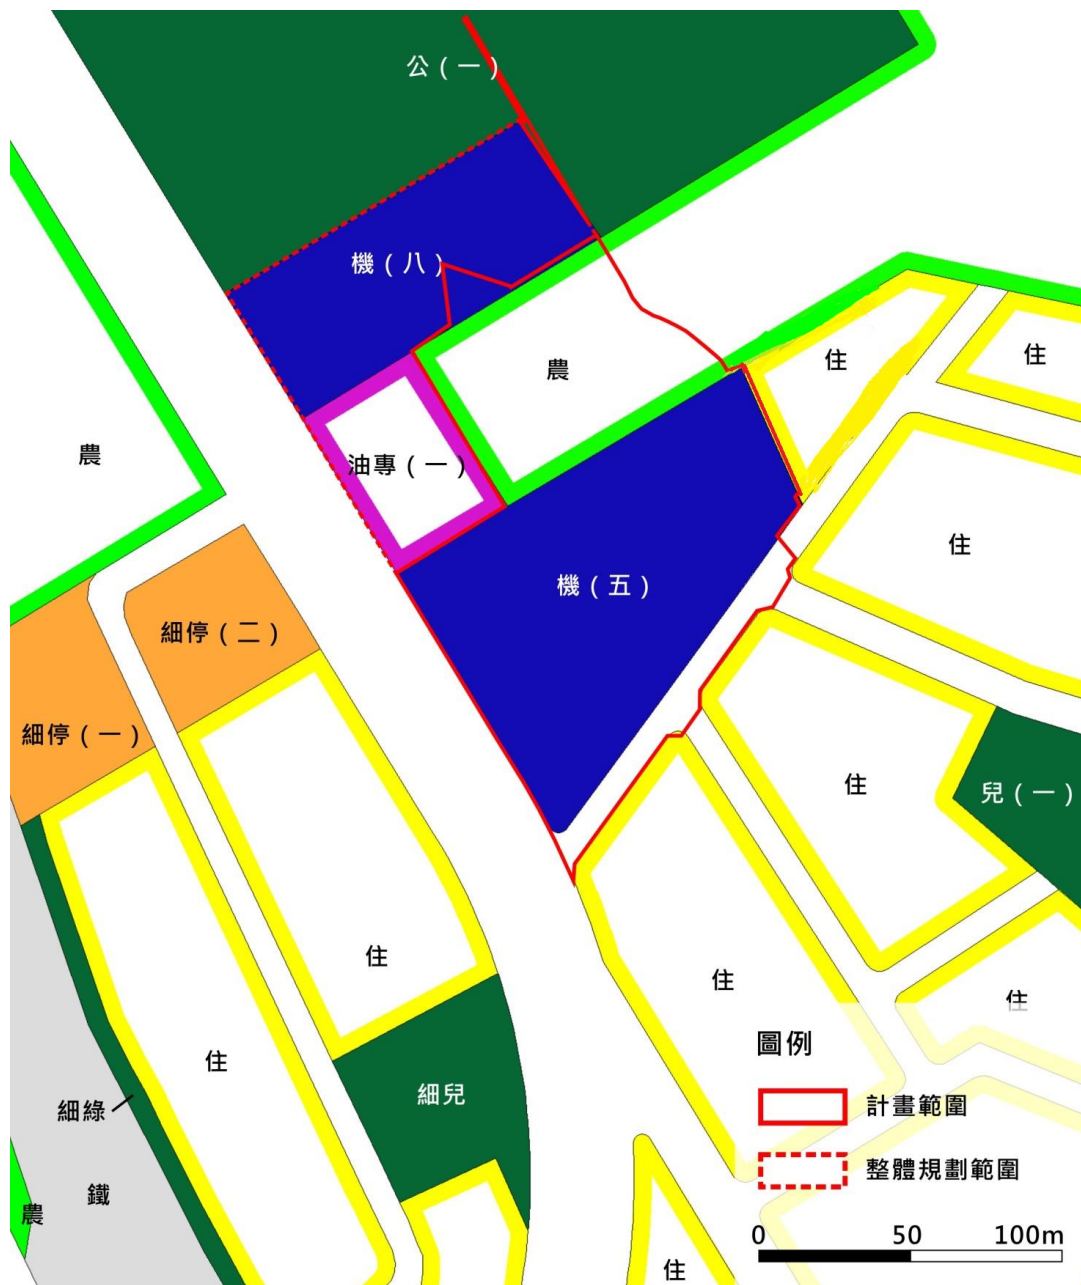 公（一）
機（八）
住
住
農
農
油專（一）
住
機（五）
細停（二）
細停（一）
住
兒（一）
住
住
住
住
細兒
細綠
鐵
農
住
圖例
計畫範圍
整体規劃範圍
0 50 100m